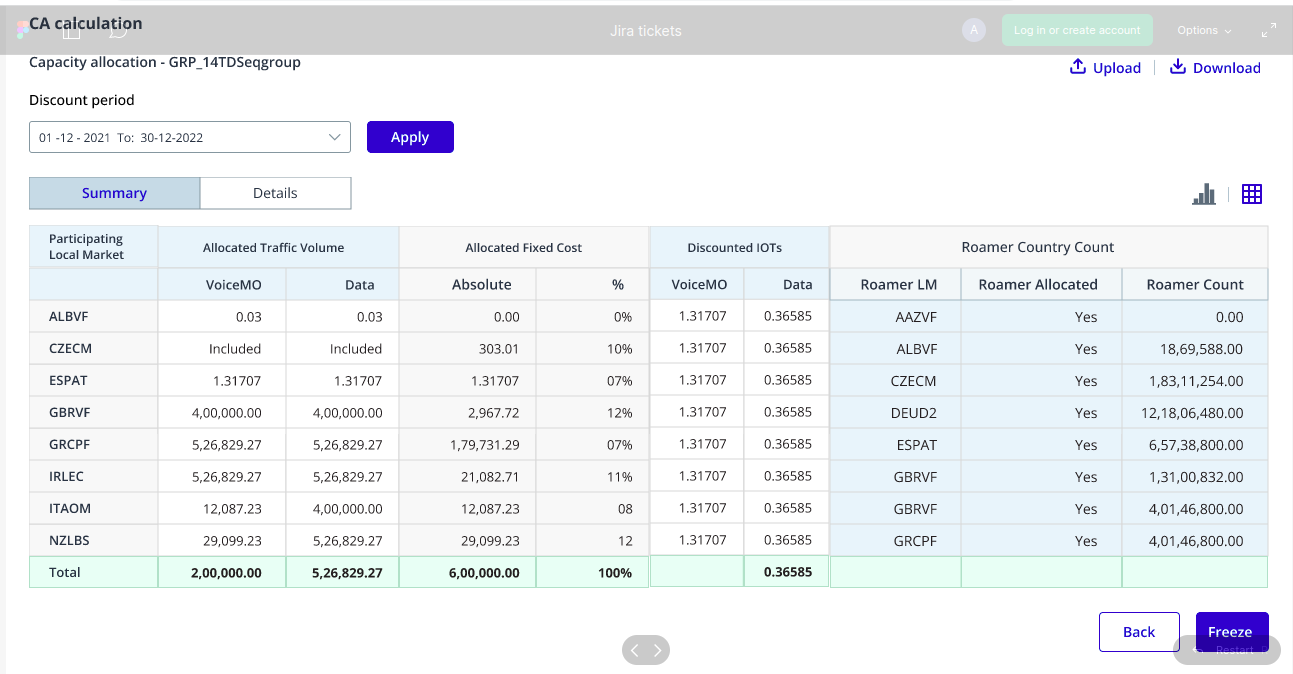 CA calculation
Jira tickets
A
Log in or create account
Options
Capacity allocation - GRP_14TDSeqgroup
Upload
Download
Discount period
01 -12 - 2021 To: 30-12-2022
Apply
Summary Details
Participating Local Market Allocated Traffic Volume Allocated Fixed Cost Discounted IOTs Roamer Country Count
VoiceMO Data Absolute % VoiceMO Data Roamer LM Roamer Allocated Roamer Count
ALBVF 0.03 0.03 0.00 0% 1.31707 0.36585 AAZVF Yes 0.00
CZECM Included Included 303.01 10% 1.31707 0.36585 ALBVF Yes 18,69,588.00
ESPAT 1.31707 1.31707 1.31707 07% 1.31707 0.36585 CZECM Yes 1,83,11,254.00
GBRVF 4,00,000.00 4,00,000.00 2,967.72 12% 1.31707 0.36585 DEUD2 Yes 12,18,06,480.00
GRCPF 5,26,829.27 5,26,829.27 1,79,731.29 07% 1.31707 0.36585 ESPAT Yes 6,57,38,800.00
IRLEC 5,26,829.27 5,26,829.27 21,082.71 11% 1.31707 0.36585 GBRVF Yes 1,31,00,832.00
ITAOM 12,087.23 4,00,000.00 12,087.23 08 1.31707 0.36585 GBRVF Yes 4,01,46,800.00
NZLBS 29,099.23 5,26,829.27 29,099.23 12 1.31707 0.36585 GRCPF Yes 4,01,46,800.00
Total 2,00,000.00 5,26,829.27 6,00,000.00 100% 0.36585
Back
Freeze
Restart